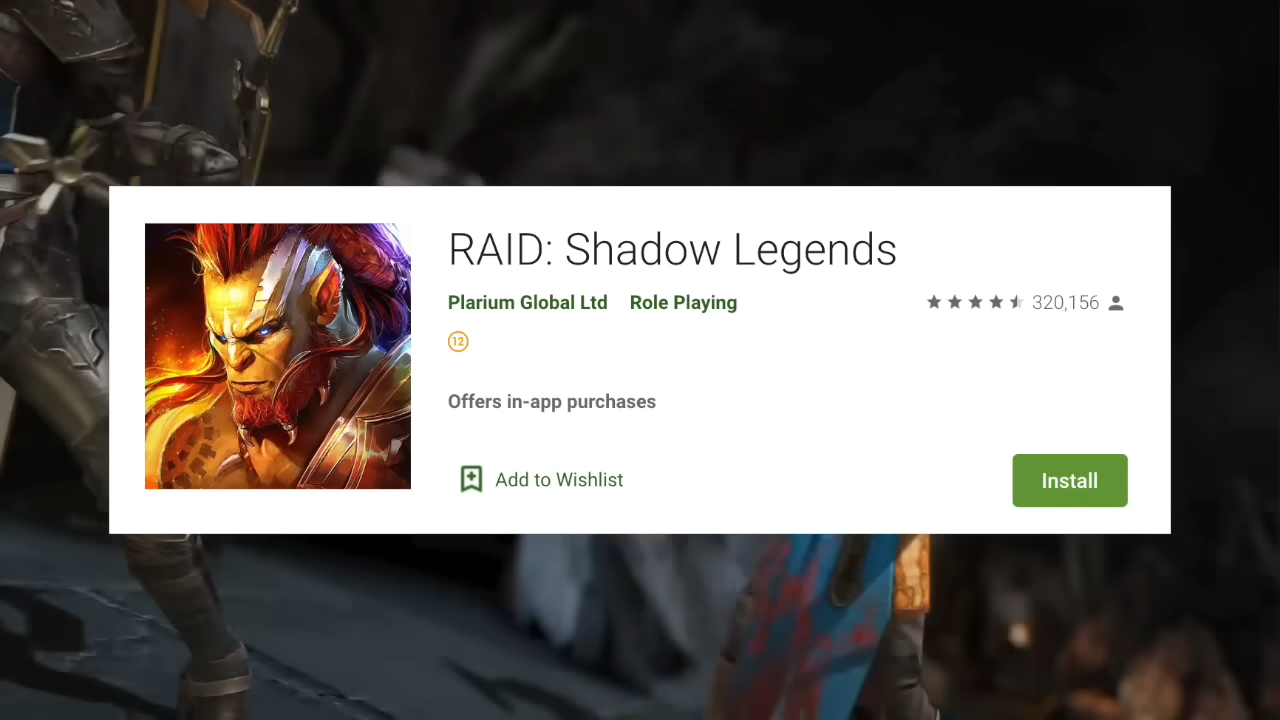 RAID: Shadow Legends
Plarium Global Ltd Role Playing 320,156
12
Offers in-app purchases
Add to Wishlist Install